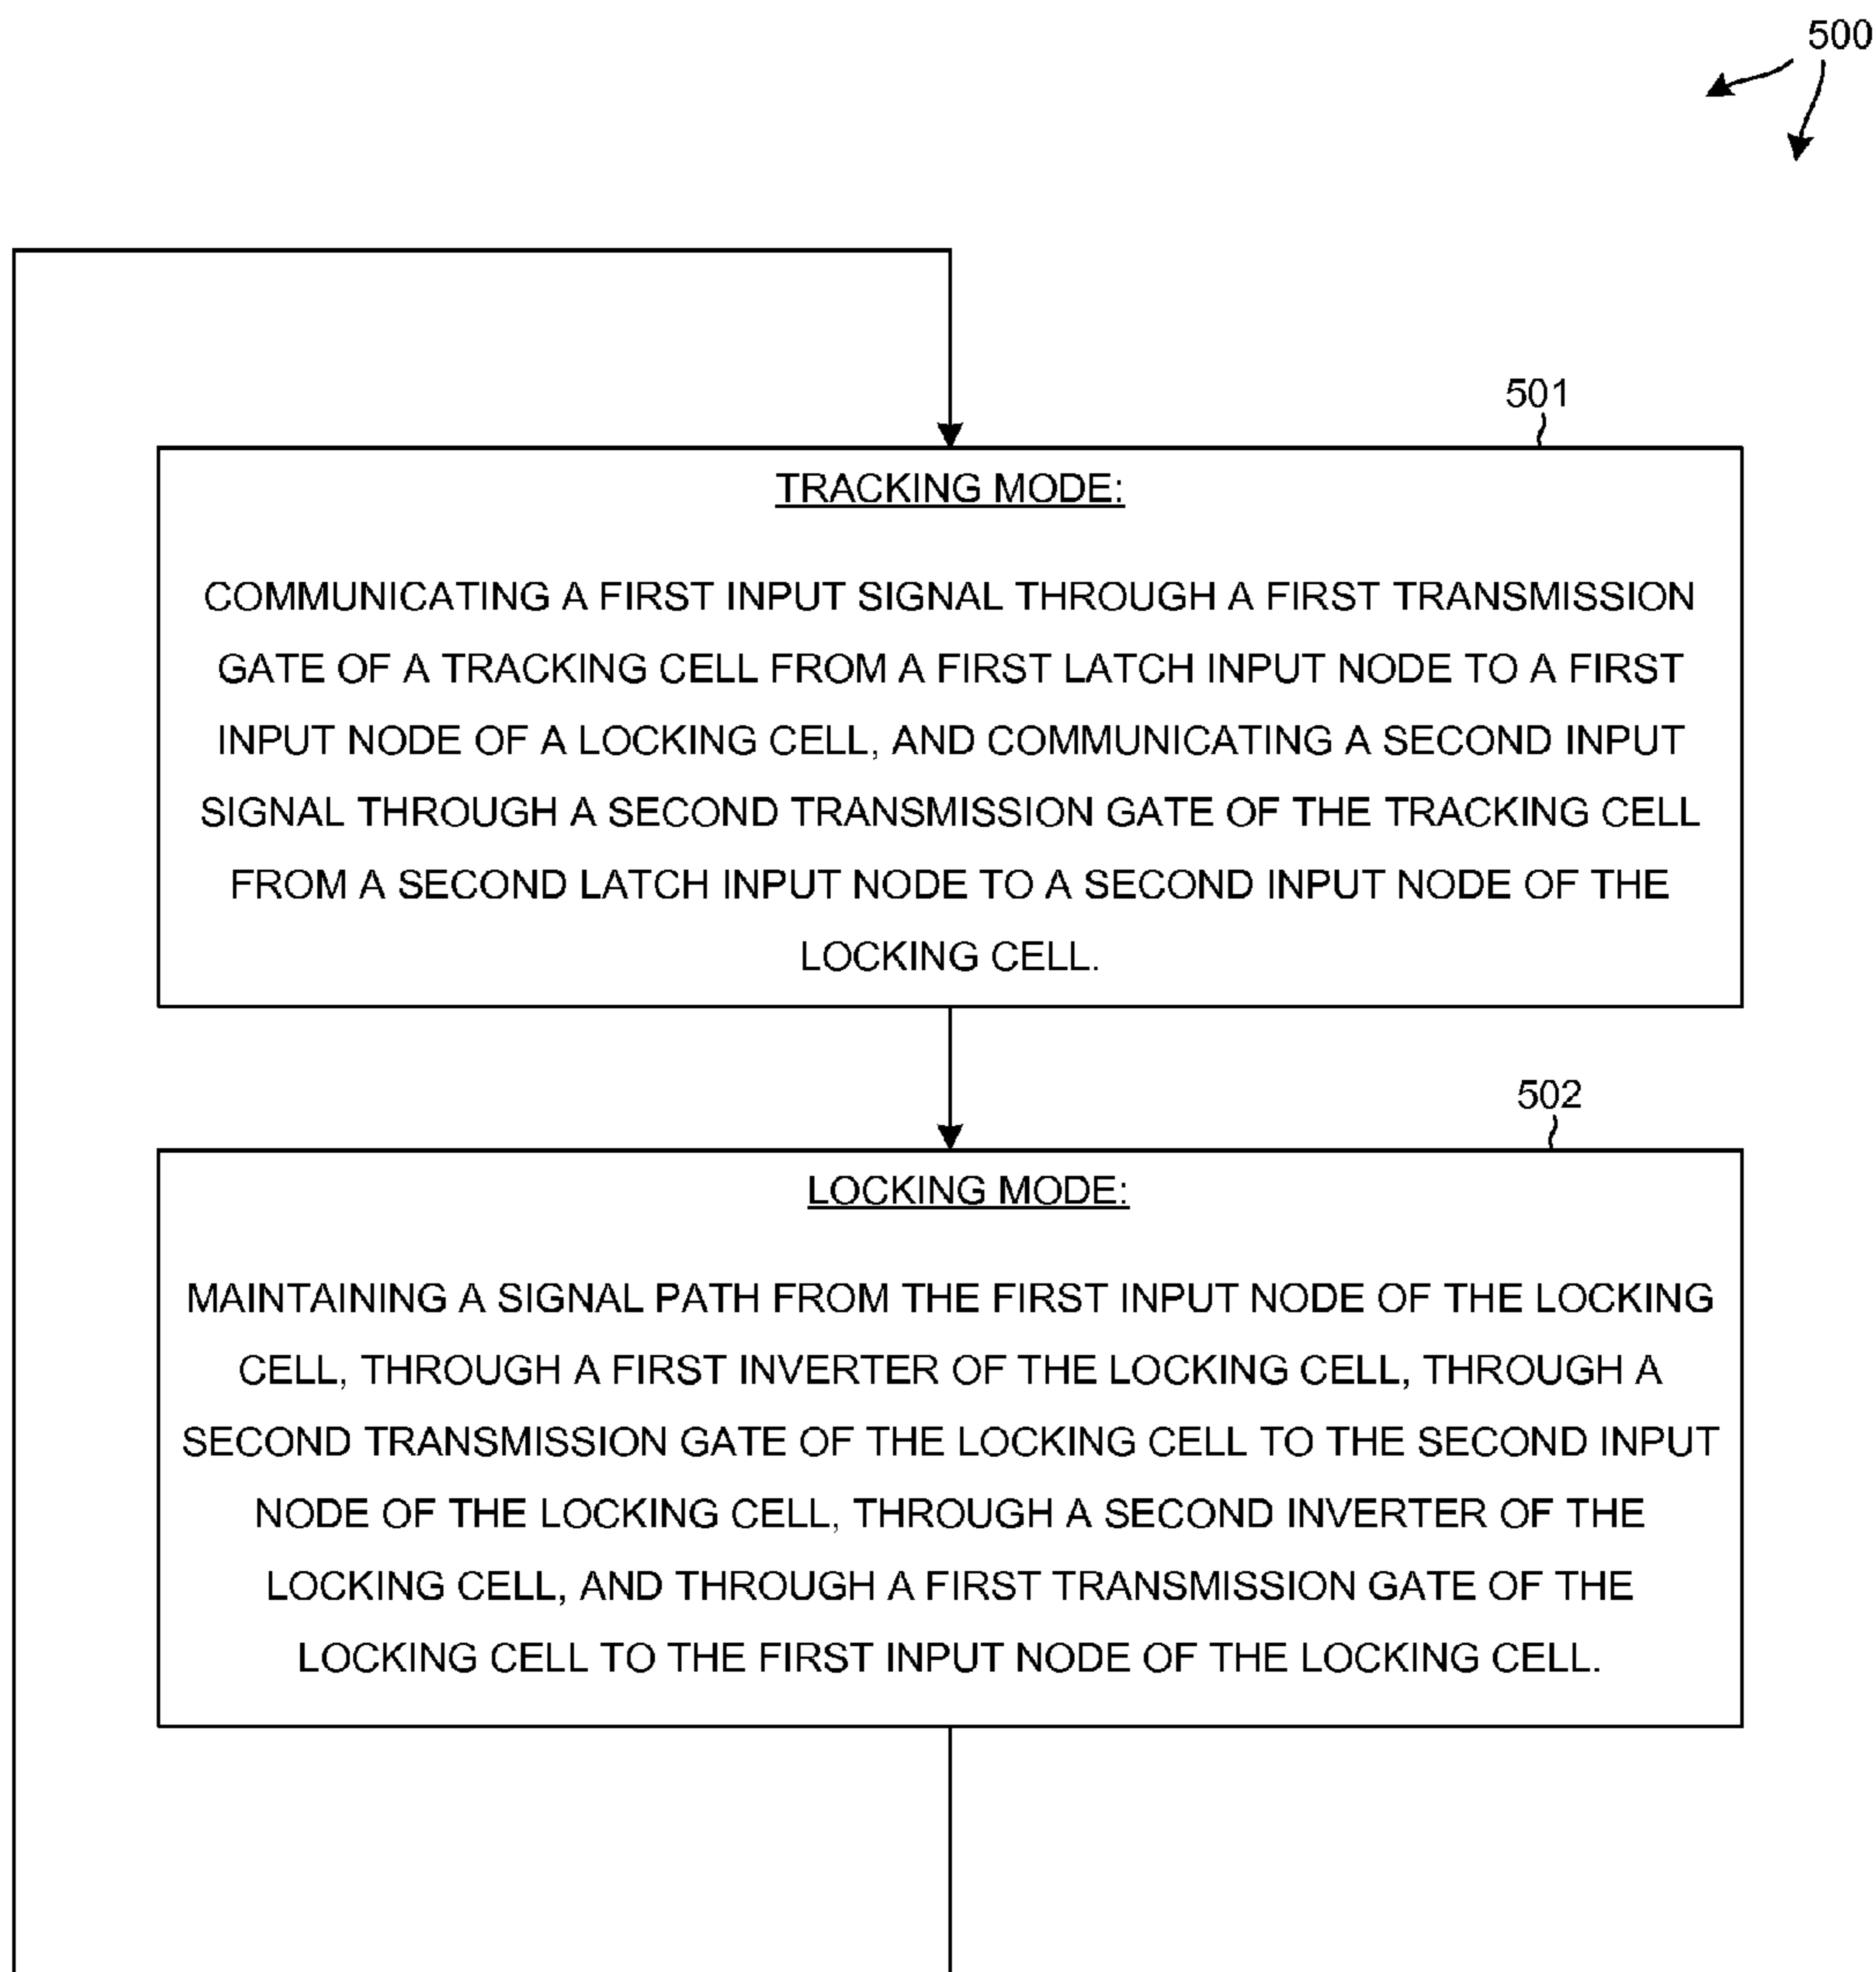 500
501
TRACKING MODE:
COMMUNICATING A FIRST INPUT SIGNAL THROUGH A FIRST TRANSMISSION
GATE OF A TRACKING CELL FROM A FIRST LATCH INPUT NODE TO A FIRST
INPUT NODE OF A LOCKING CELL, AND COMMUNICATING A SECOND INPUT
SIGNAL THROUGH A SECOND TRANSMISSION GATE OF THE TRACKING CELL
FROM A SECOND LATCH INPUT NODE TO A SECOND INPUT NODE OF THE
LOCKING CELL.
502
LOCKING MODE:
MAINTAINING A SIGNAL PATH FROM THE FIRST INPUT NODE OF THE LOCKING
CELL, THROUGH A FIRST INVERTER OF THE LOCKING CELL, THROUGH A
SECOND TRANSMISSION GATE OF THE LOCKING CELL TO THE SECOND INPUT
NODE OF THE LOCKING CELL, THROUGH A SECOND INVERTER OF THE
LOCKING CELL, AND THROUGH A FIRST TRANSMISSION GATE OF THE
LOCKING CELL TO THE FIRST INPUT NODE OF THE LOCKING CELL.